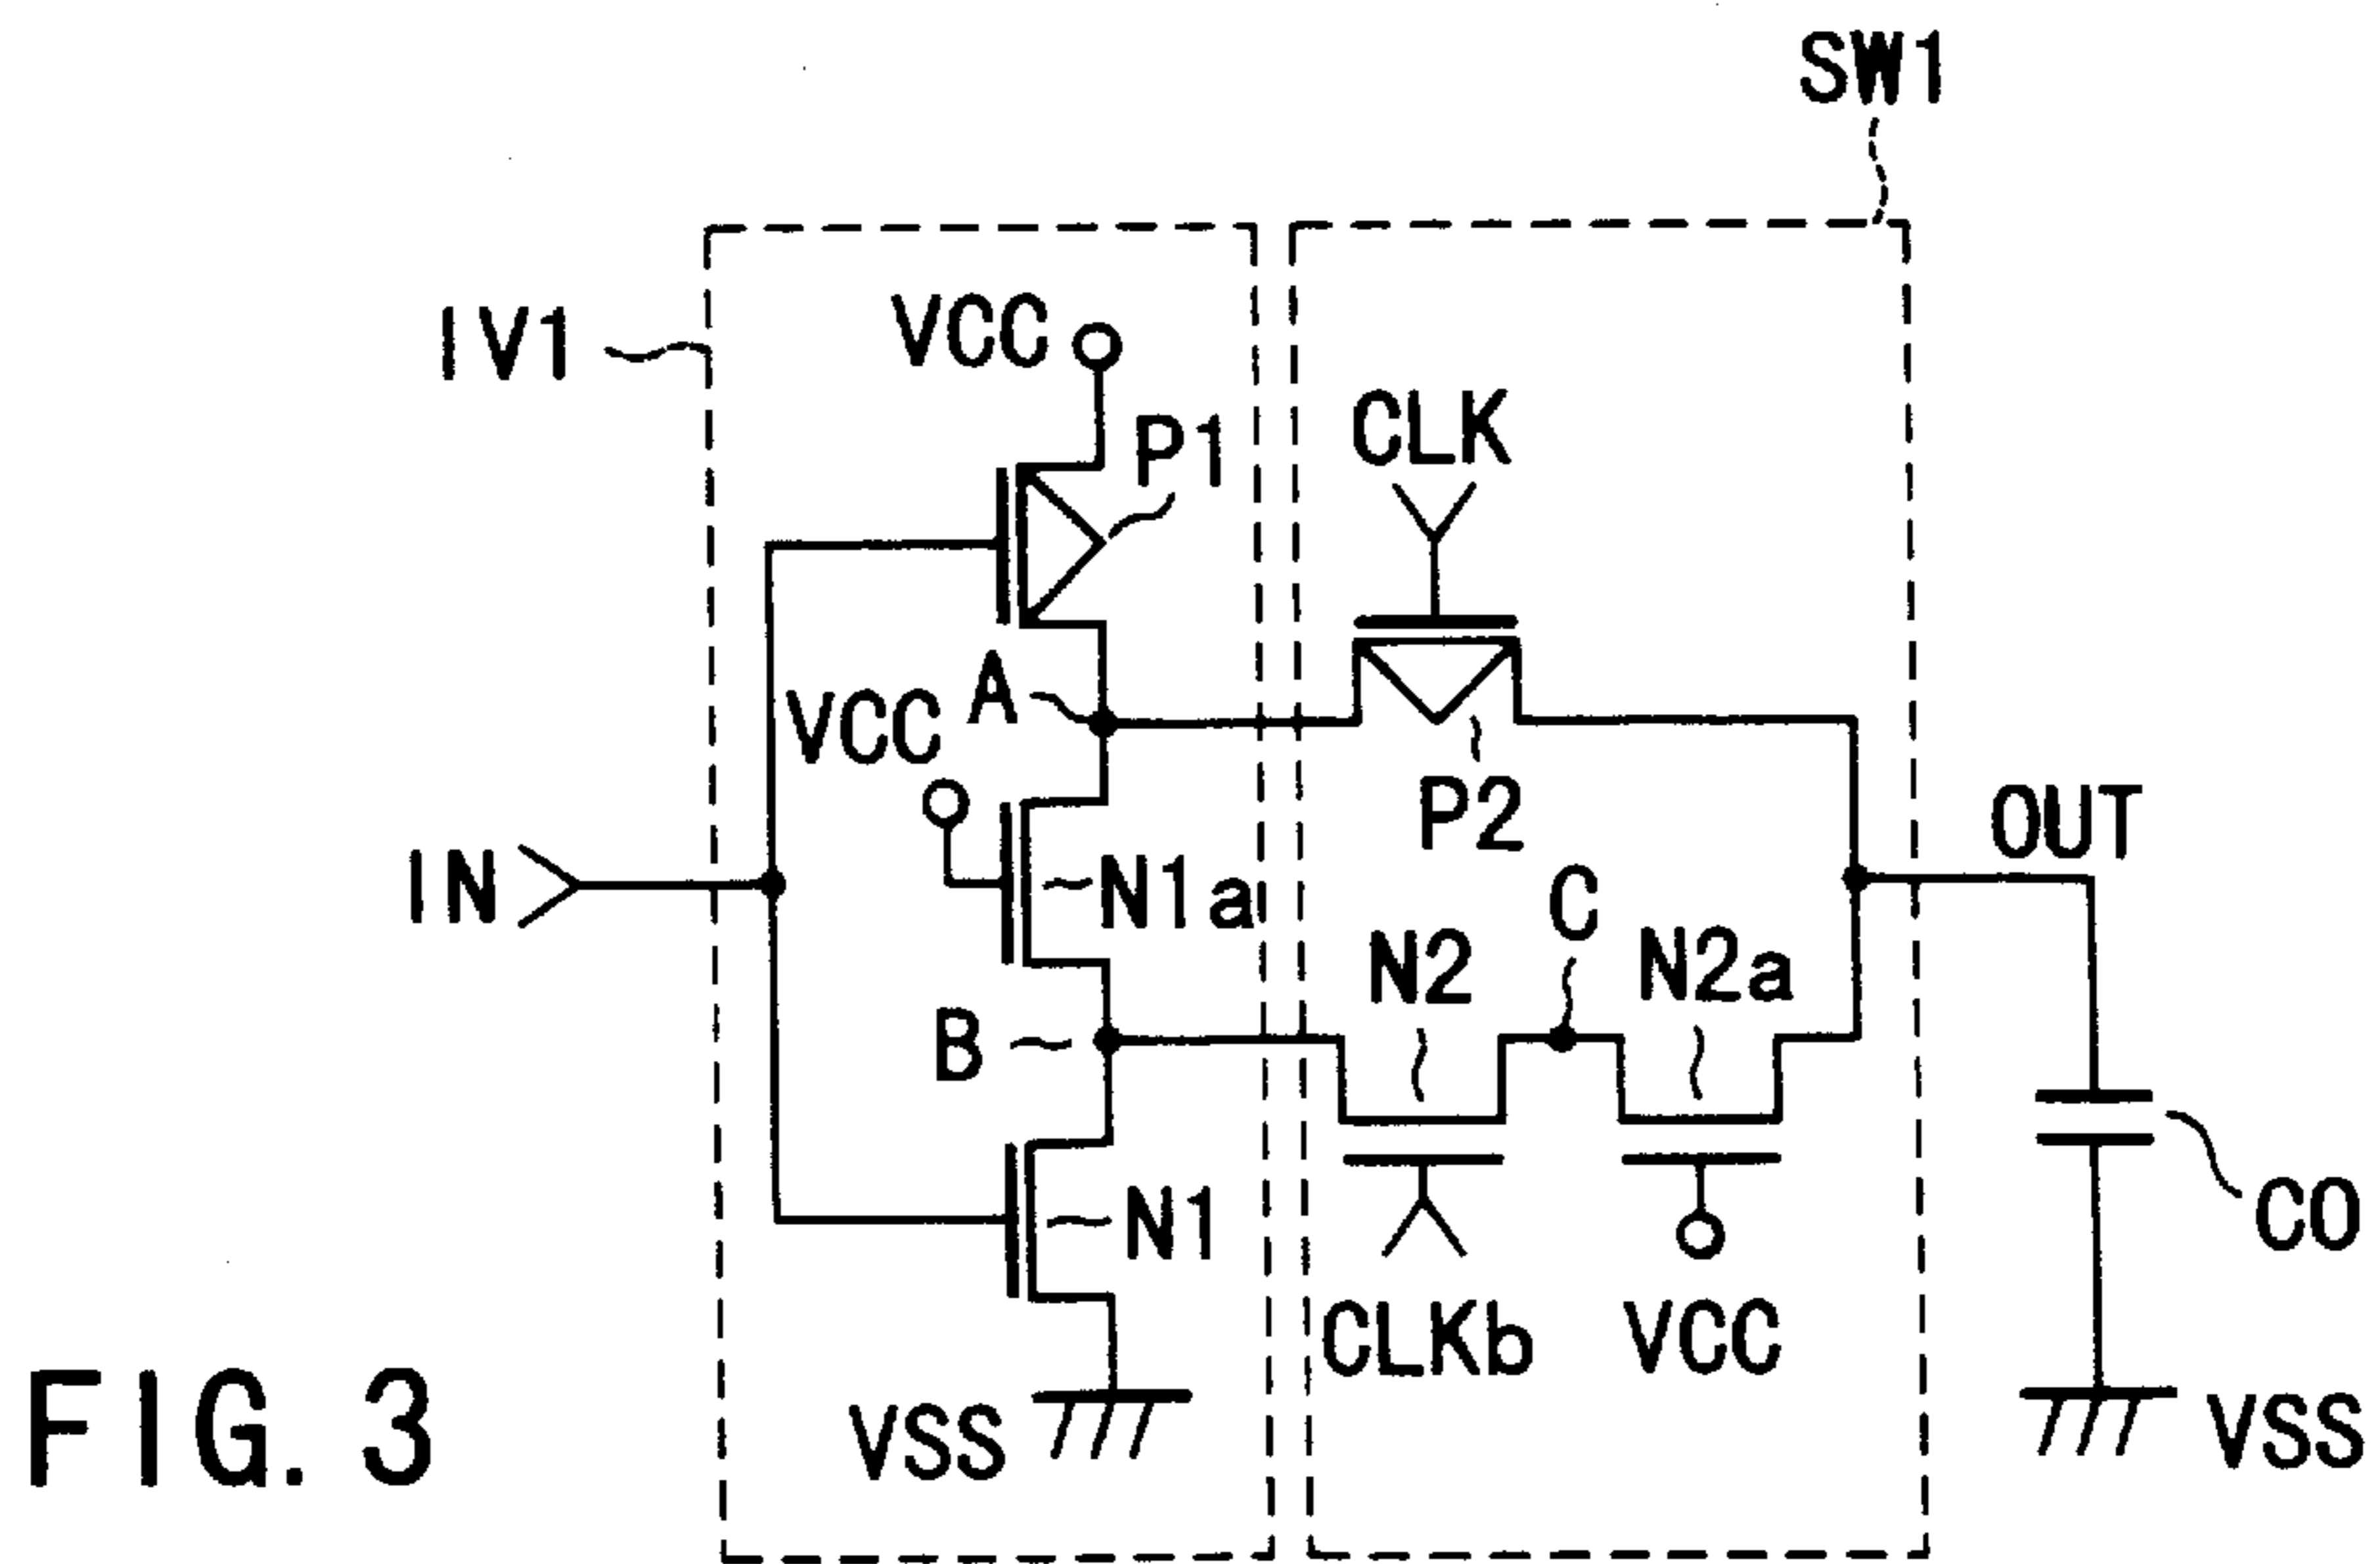 SW1
IV1
VCC
P1
CLK
A
VCC
P2
OUT
IN
N1a
C
N2
N2a
B
N1
C0
CLKb
VCC
VSS
VSS
FIG. 3